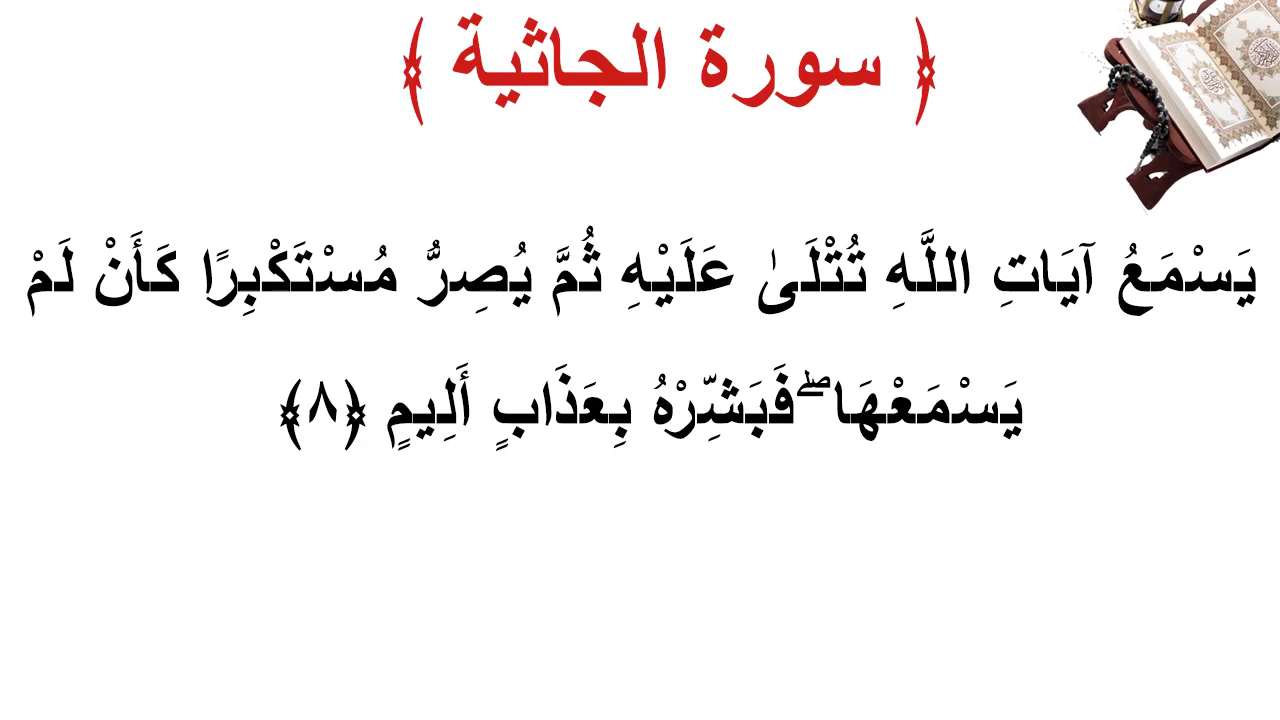 ﴿ سورة الجاثية ﴾
يَسْمَعُ آيَاتِ اللَّهِ تُتْلَىٰ عَلَيْهِ ثُمَّ يُصِرُّ مُسْتَكْبِرًا كَأَنْ لَمْ
يَسْمَعْهَا ۖ فَبَشِّرْهُ بِعَذَابٍ أَلِيمٍ ﴿٨﴾